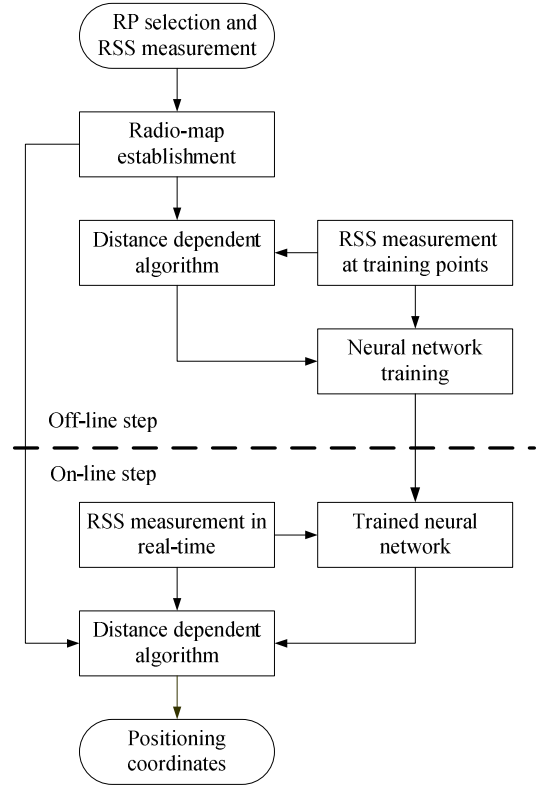 RP selection and
RSS measurement
Radio-map
establishment
Distance dependent
algorithm
RSS measurement
at training points
Neural network
training
Off-line step
On-line step
RSS measurement in
real-time
Trained neural
network
Distance dependent
algorithm
Positioning
coordinates